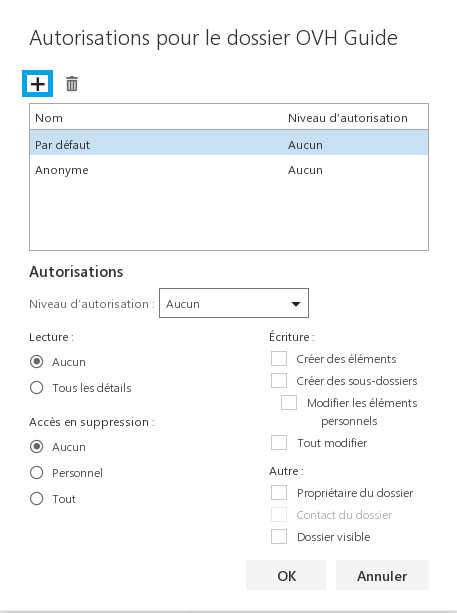 Autorisations pour le dossier OVH Guide
Nom Niveau d'autorisation
Par défaut Aucun
Anonyme Aucun
Autorisations
Niveau d'autorisation : Aucun
Lecture :
Aucun
Tous les détails
Accès en suppression :
Aucun
Personnel
Tout
Écriture :
Créer des éléments
Créer des sous-dossiers
Modifier les éléments
personnels
Tout modifier
Autre :
Propriétaire du dossier
Contact du dossier
Dossier visible
OK Annuler